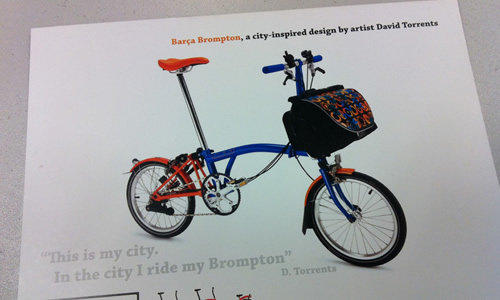 Barça Brompton, a city-inspired design by artist David Torrents
“This is my city.
In the city I ride my Brompton”
D. Torrents